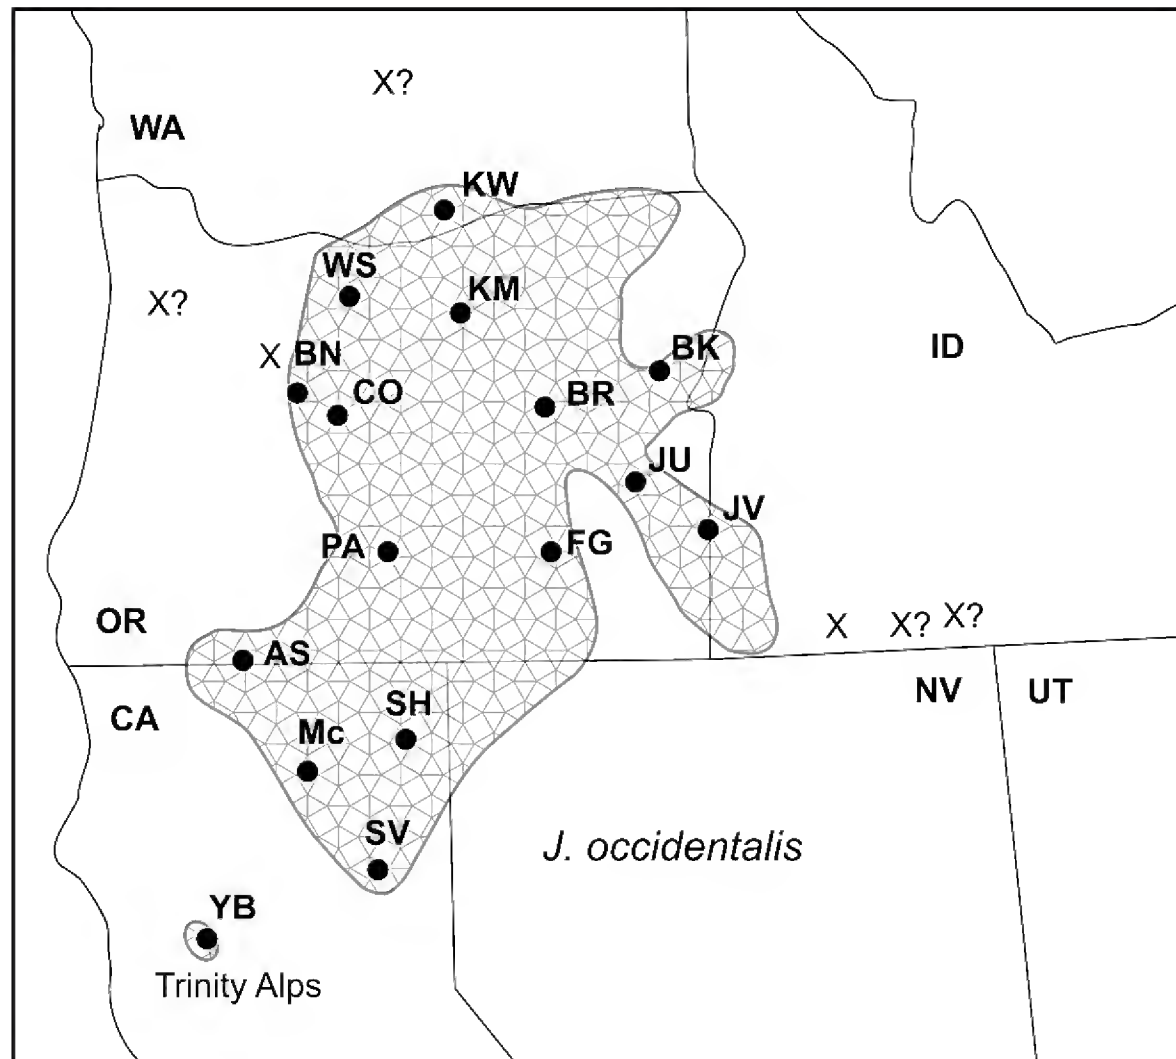 X?
WA
KW
WS
KM
X?
X BN
BK
ID
CO
BR
JU
JV
PA
FG
OR
X X? X?
AS
NV UT
CA
SH
Mc
SV
J. occidentalis
YB
Trinity Alps